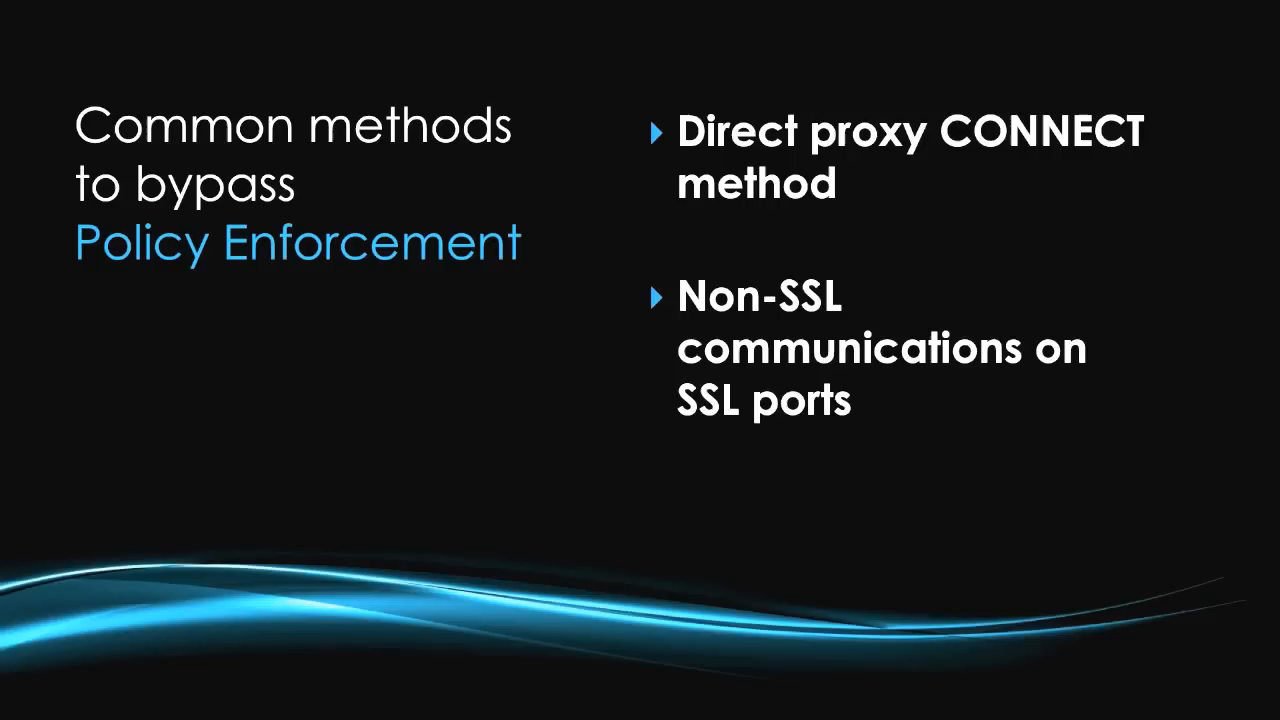 Common methods
to bypass
Policy Enforcement
Direct proxy CONNECT
method
Non-SSL
communications on
SSL ports